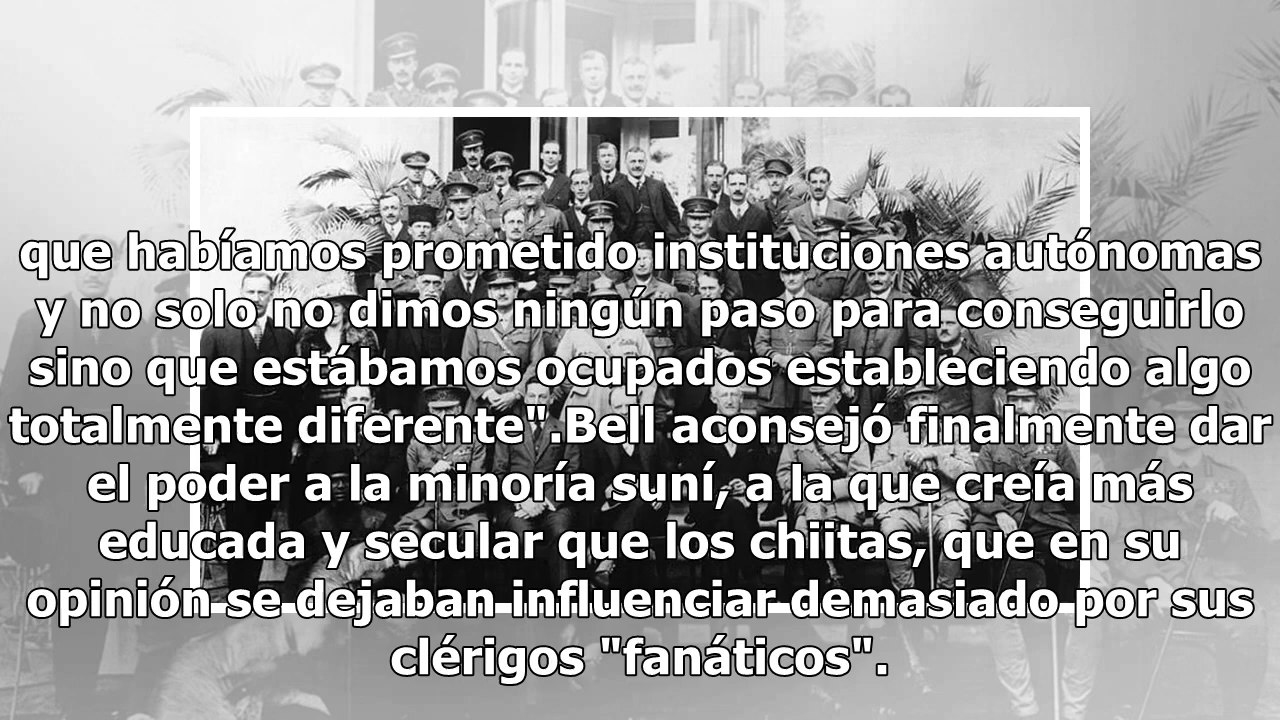 que habíamos prometido instituciones autónomas
y no solo no dimos ningún paso para conseguirlo
sino que estábamos ocupados estableciendo algo
totalmente diferente".Bell aconsejó finalmente dar
el poder a la minoría suní, a la que creía más
educada y secular que los chiitas, que en su
opinión se dejaban influenciar demasiado por sus
clérigos "fanáticos".